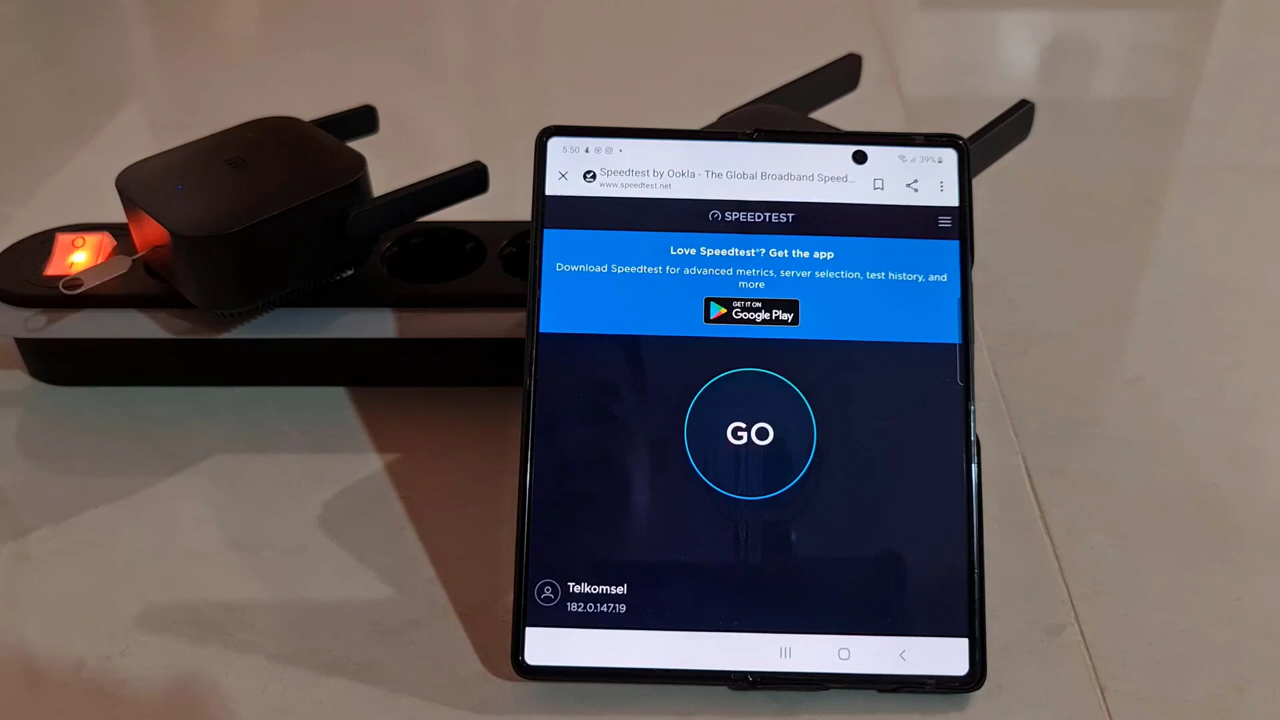 5:50
39%
Speedtest by Ookla - The Global Broadband Speed...
www.speedtest.net
SPEEDTEST
Love Speedtest®? Get the app
Download Speedtest for advanced metrics, server selection, test history, and
more
GET IT ON
Google Play
GO
Telkomsel
182.0.147.19